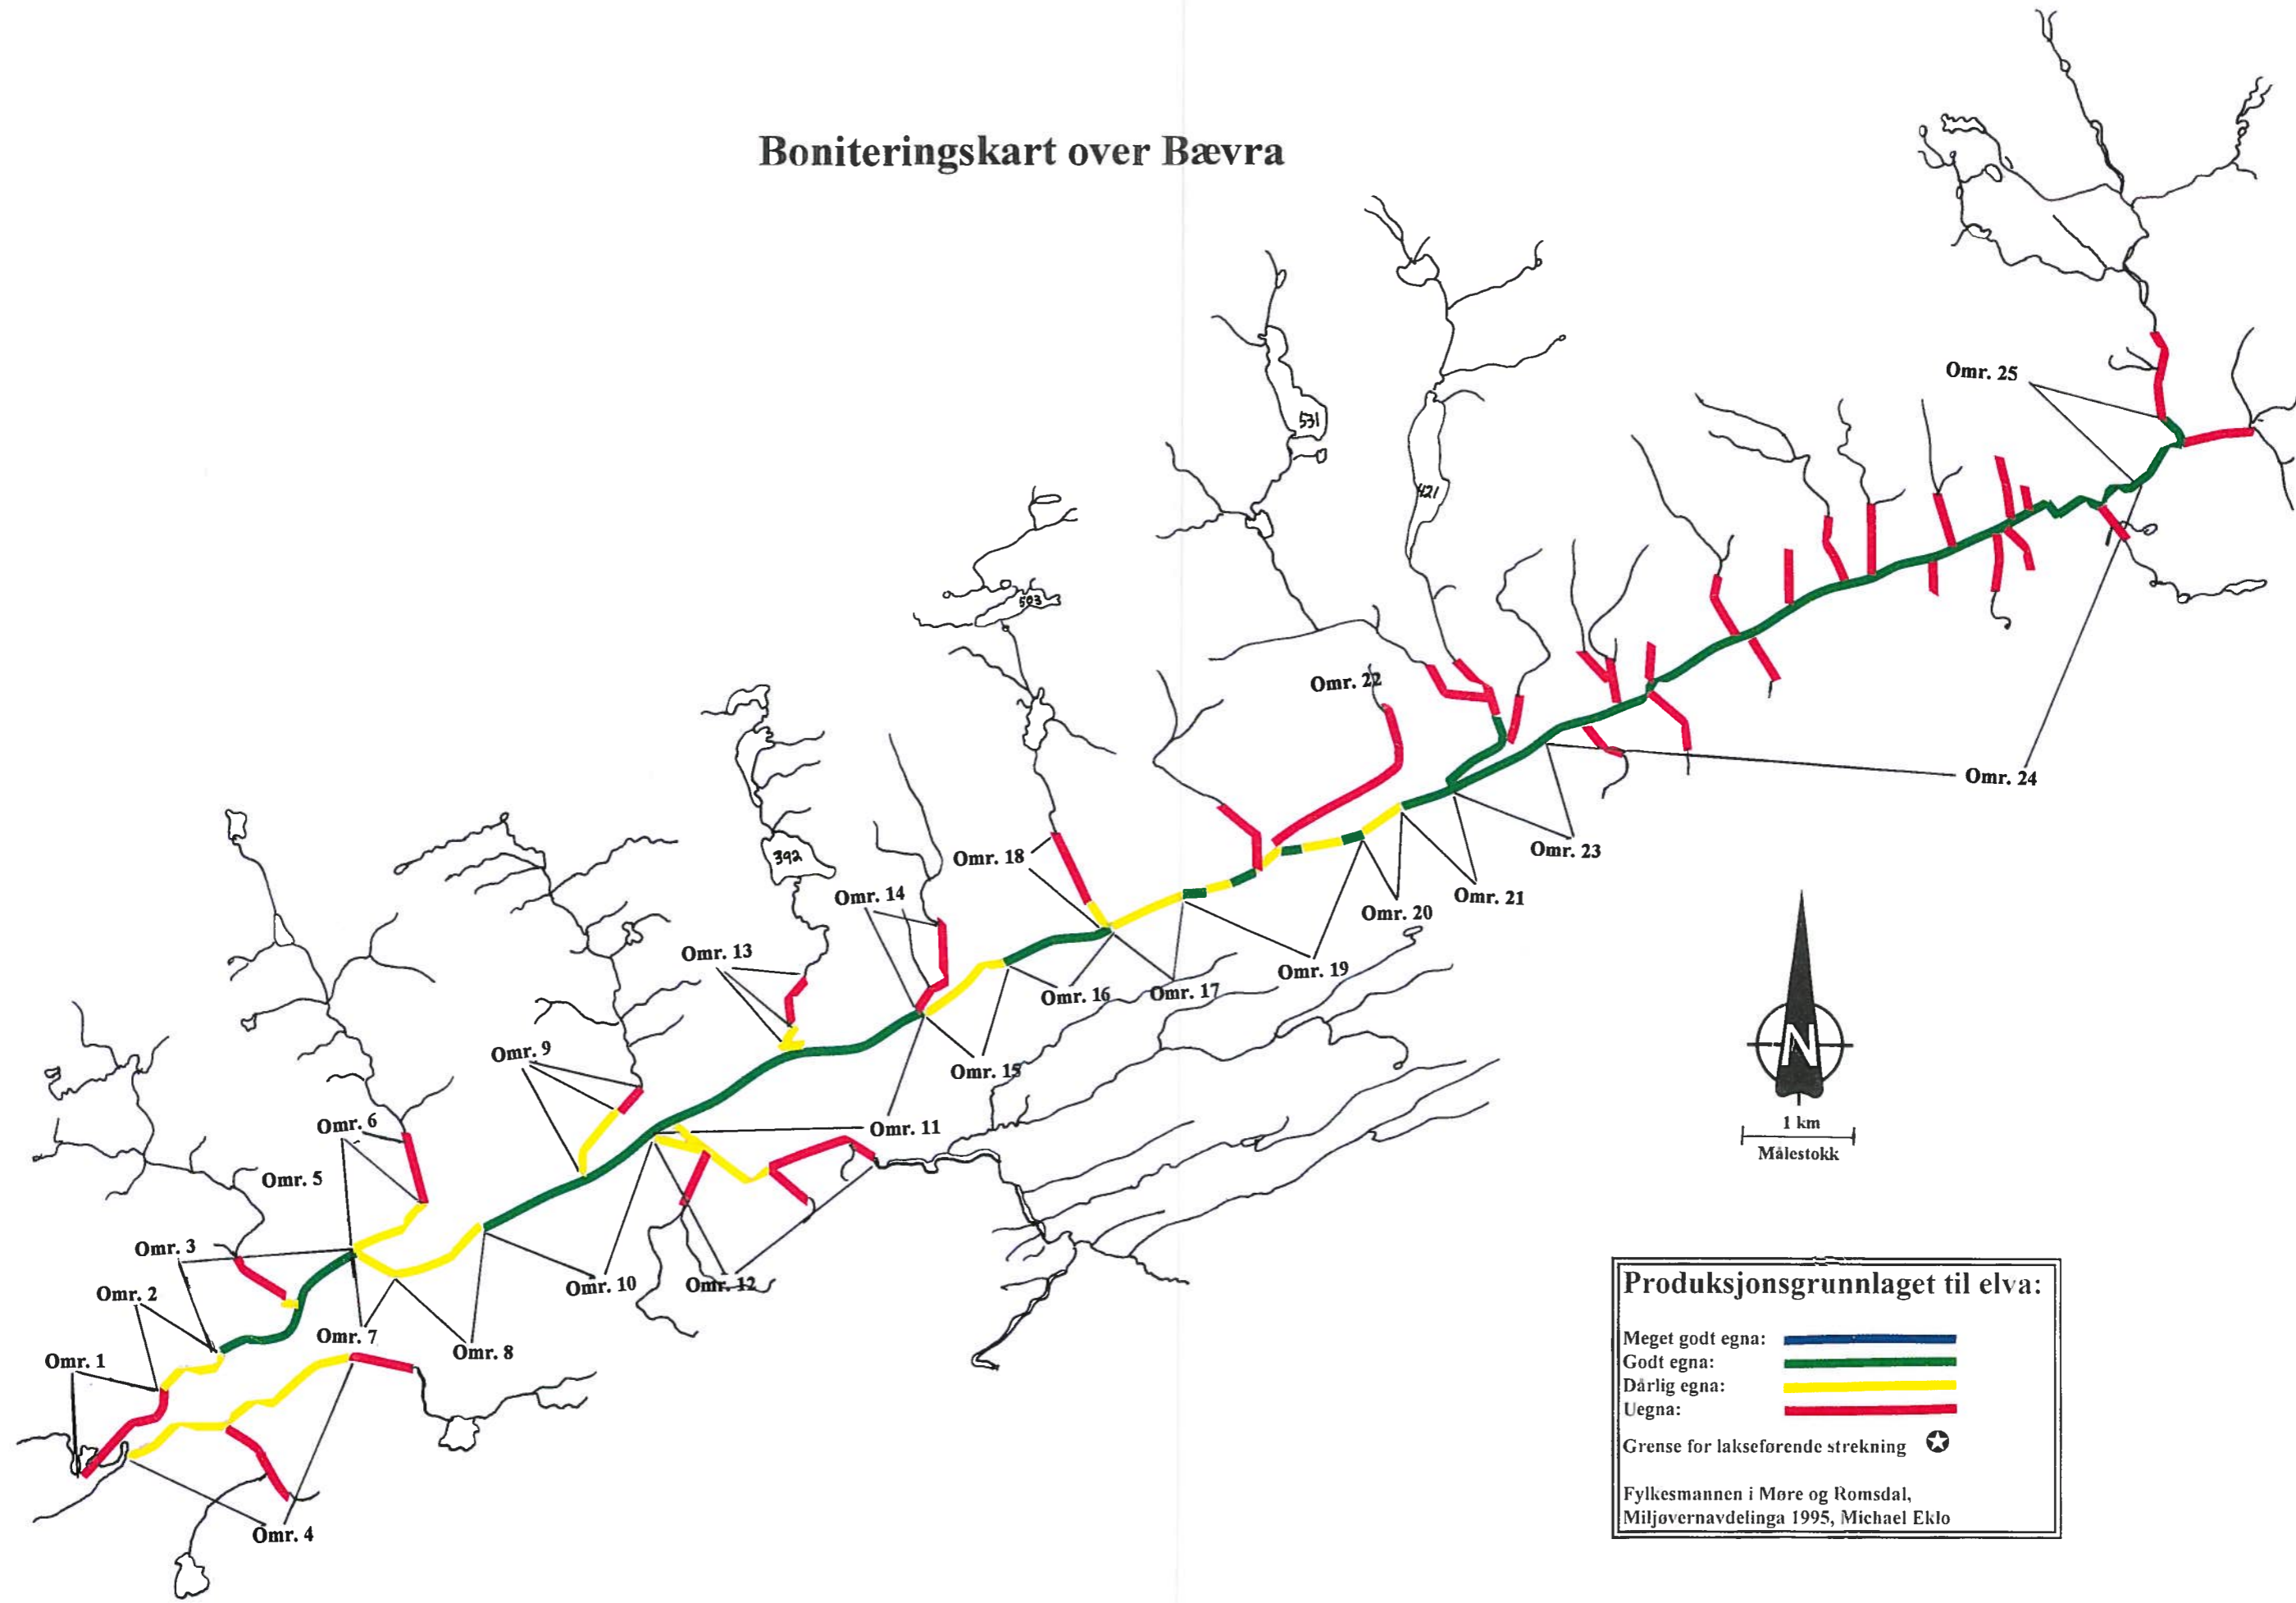 Boniteringskart over Bævra
Omr. 25
531
421
503
Omr. 22
Omr. 24
392
Omr. 18
Omr. 23
Omr. 14
Omr. 21
Omr. 20
Omr. 13
Omr. 19
Omr. 16
Omr. 17
Omr. 9
Omr. 15
N
Omr. 6
Omr. 11
1 km
Målestokk
Omr. 5
Omr. 3
Omr. 10
Omr. 12
Omr. 2
Omr. 7
Omr. 8
Omr. 1
Omr. 4
Produksjonsgrunnlaget til elva:
Meget godt egna:
Godt egna:
Dårlig egna:
Uegna:
Grense for lakseførende strekning
Fylkesmannen i Møre og Romsdal,
Miljøvernavdelinga 1995, Michael Eklo